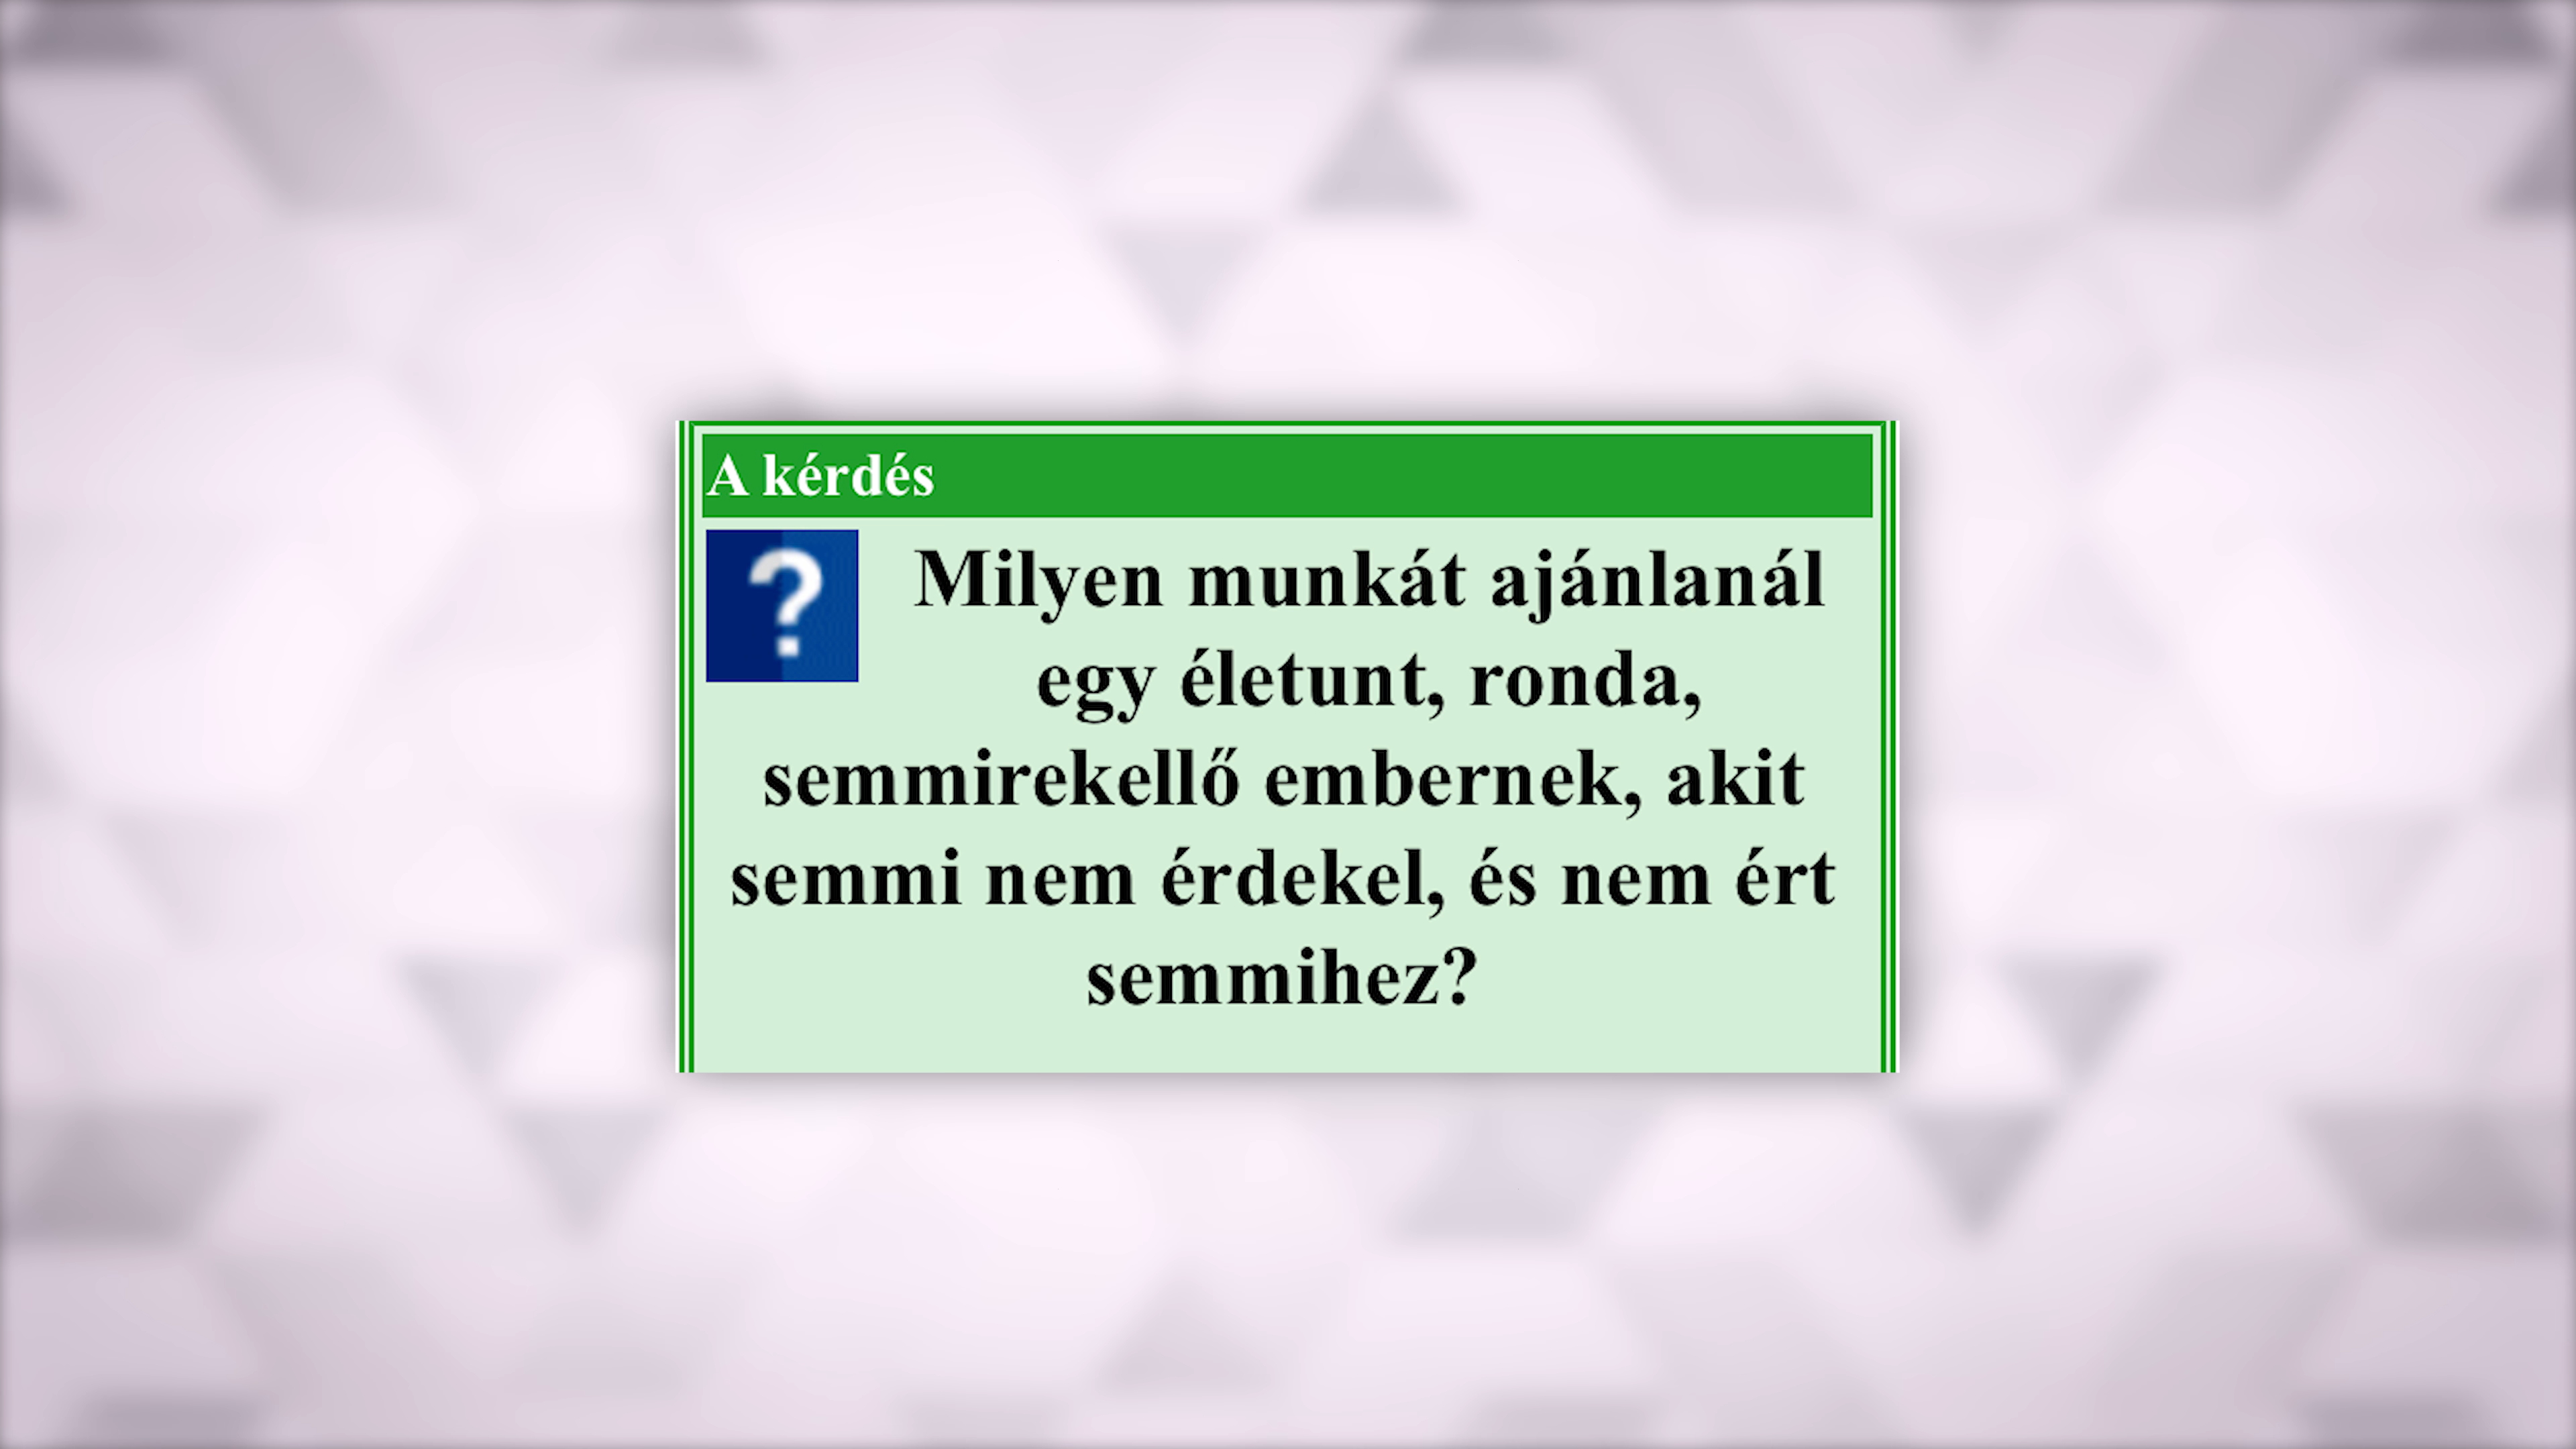 A kérdés
?
Milyen munkát ajánlanál
egy életunt, ronda,
semmirekellő embernek, akit
semmi nem érdekel, és nem ért
semmihez?